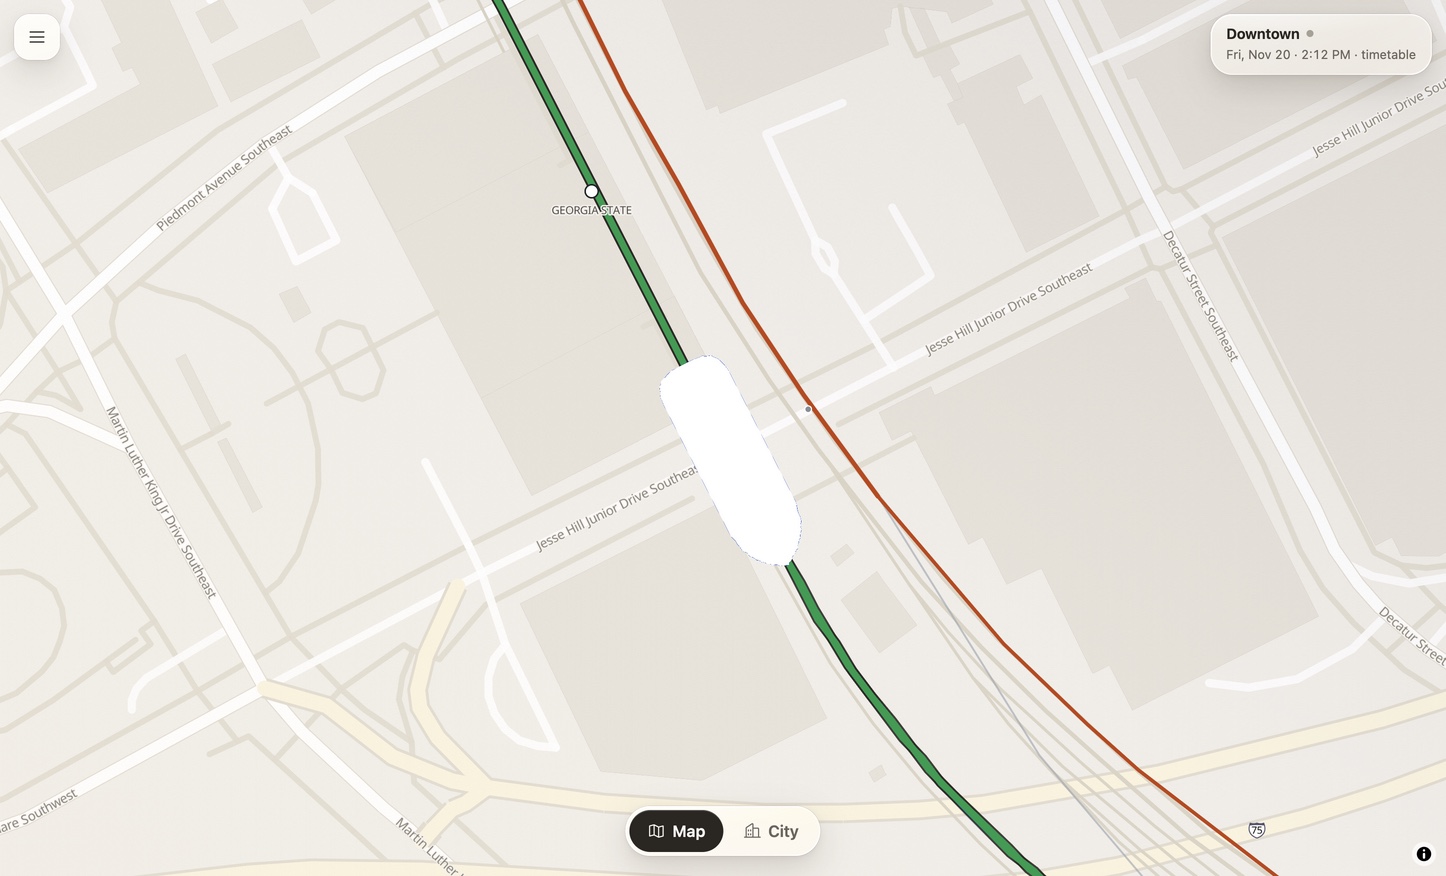 Downtown
Fri, Nov 20 · 2:12 PM · timetable
Jesse Hill Junior Drive Sou
Piedmont Avenue Southeast
GEORGIA STATE
Decatur Street Southeast
Jesse Hill Junior Drive Southeast
Martin Luther King Jr Drive Southeast
Jesse Hill Junior Drive Southeas
Decatur Street
are Southwest
Martin Luther
Map
City
75